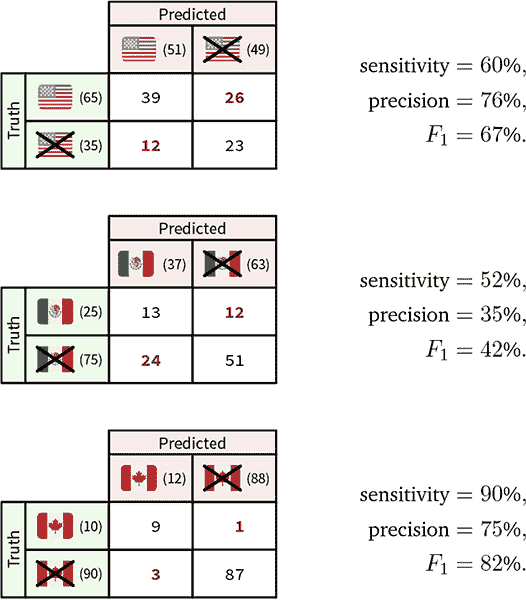 Predicted
(51) (49)
Truth
(65) 39 26
(35) 12 23
sensitivity = 60%,
precision = 76%,
F₁ = 67%.
Predicted
(37) (63)
Truth
(25) 13 12
(75) 24 51
sensitivity = 52%,
precision = 35%,
F₁ = 42%.
Predicted
(12) (88)
Truth
(10) 9 1
(90) 3 87
sensitivity = 90%,
precision = 75%,
F₁ = 82%.